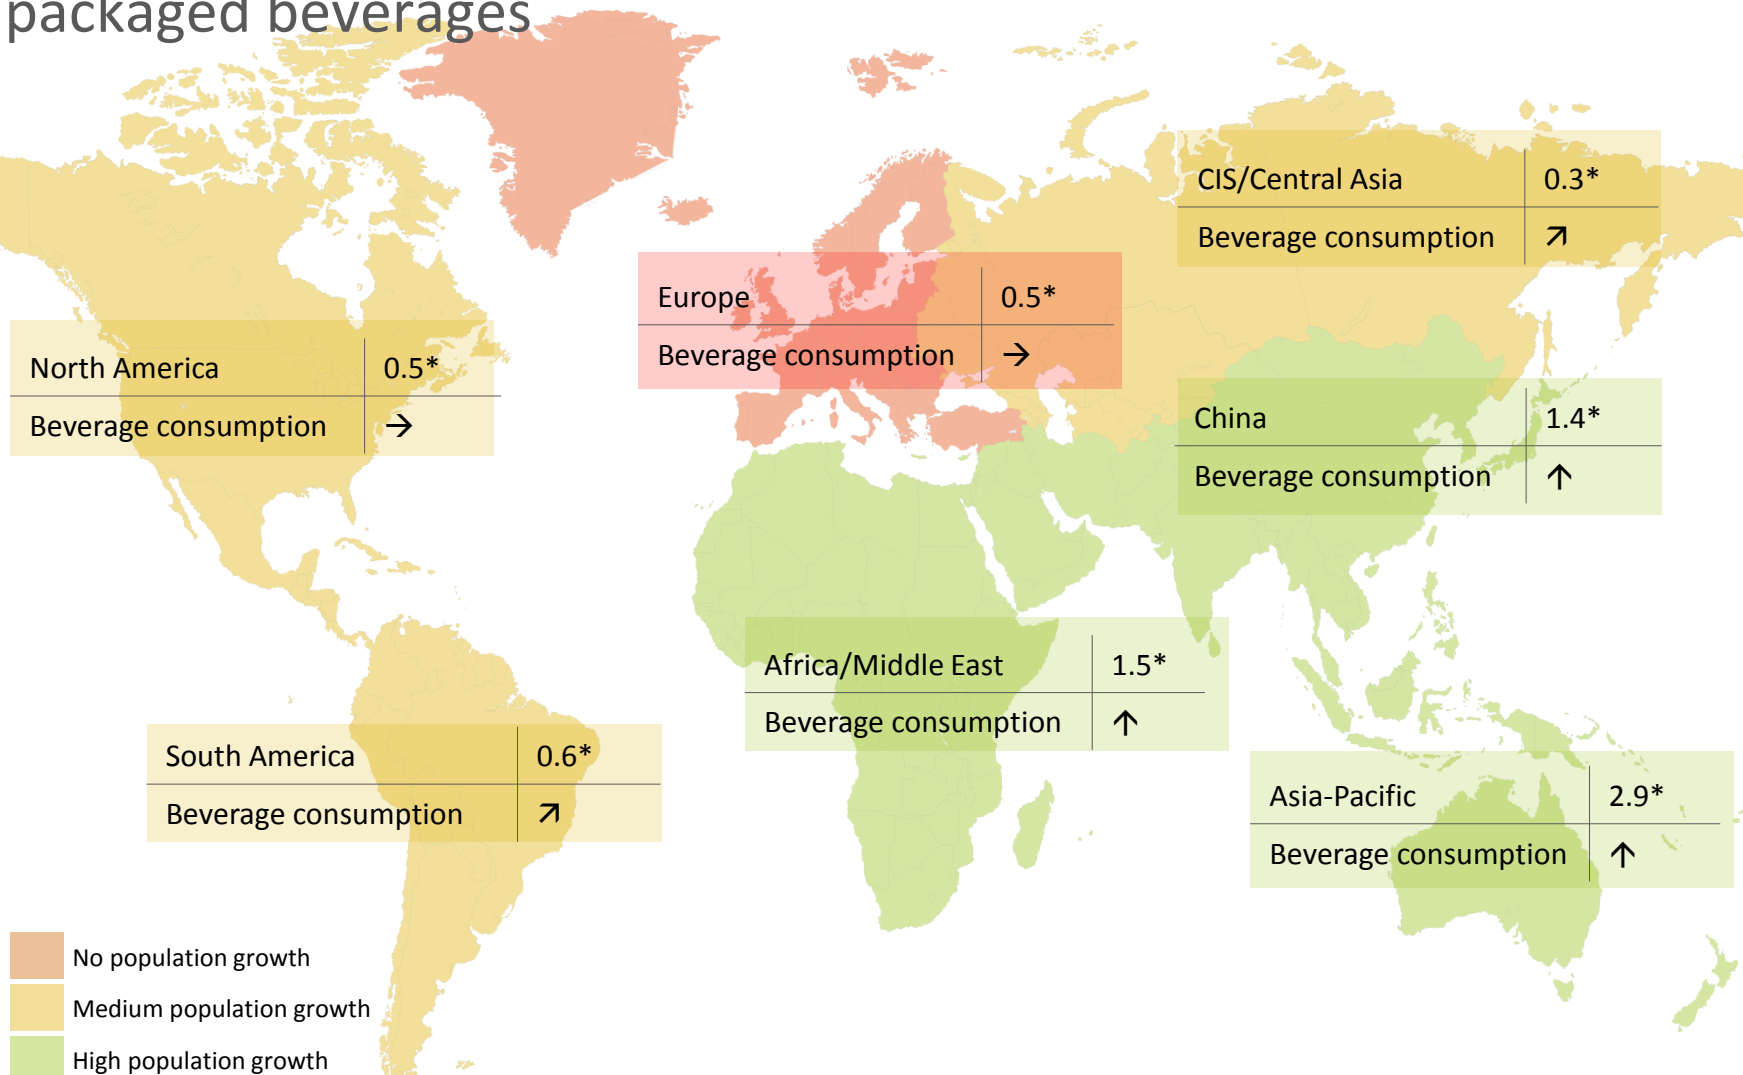 packaged beverages
CIS/Central Asia 0.3*
Beverage consumption ↗
Europe 0.5*
Beverage consumption →
North America 0.5*
Beverage consumption →
China 1.4*
Beverage consumption ↑
Africa/Middle East 1.5*
Beverage consumption ↑
South America 0.6*
Beverage consumption ↗
Asia-Pacific 2.9*
Beverage consumption ↑
No population growth
Medium population growth
High population growth